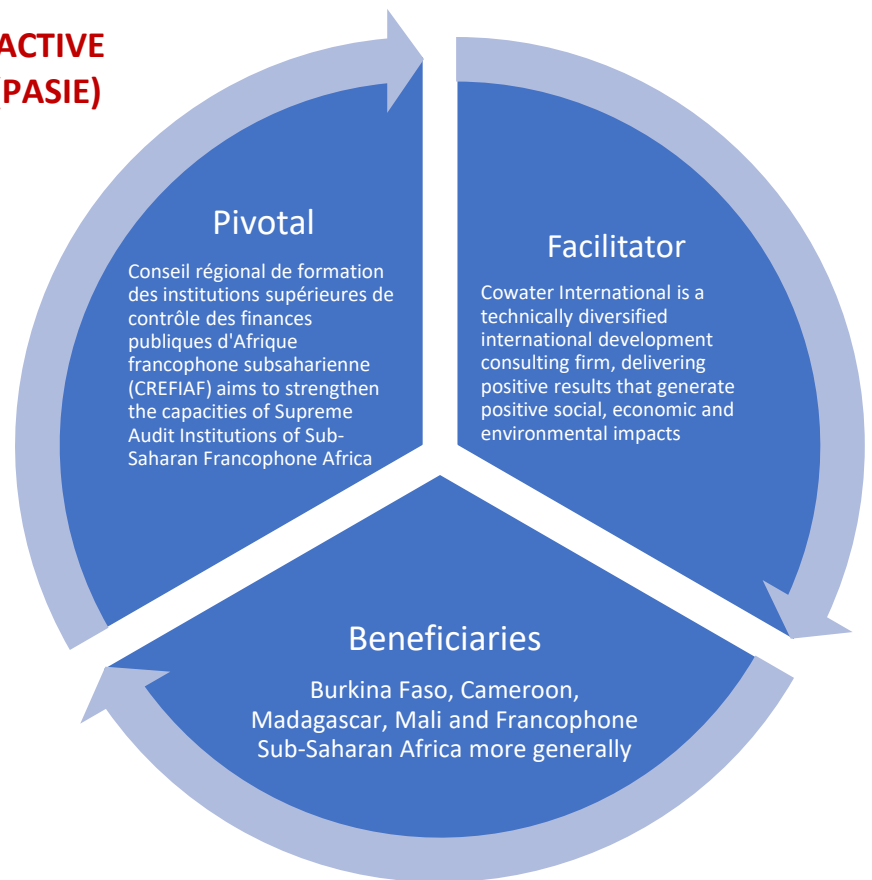 ACTIVE
(PASIE)
Pivotal
Conseil régional de formation
des institutions supérieures de
contrôle des finances
publiques d'Afrique
francophone subsaharienne
(CREFIAF) aims to strengthen
the capacities of Supreme
Audit Institutions of Sub-
Saharan Francophone Africa
Facilitator
Cowater International is a
technically diversified
international development
consulting firm, delivering
positive results that generate
positive social, economic and
environmental impacts
Beneficiaries
Burkina Faso, Cameroon,
Madagascar, Mali and Francophone
Sub-Saharan Africa more generally